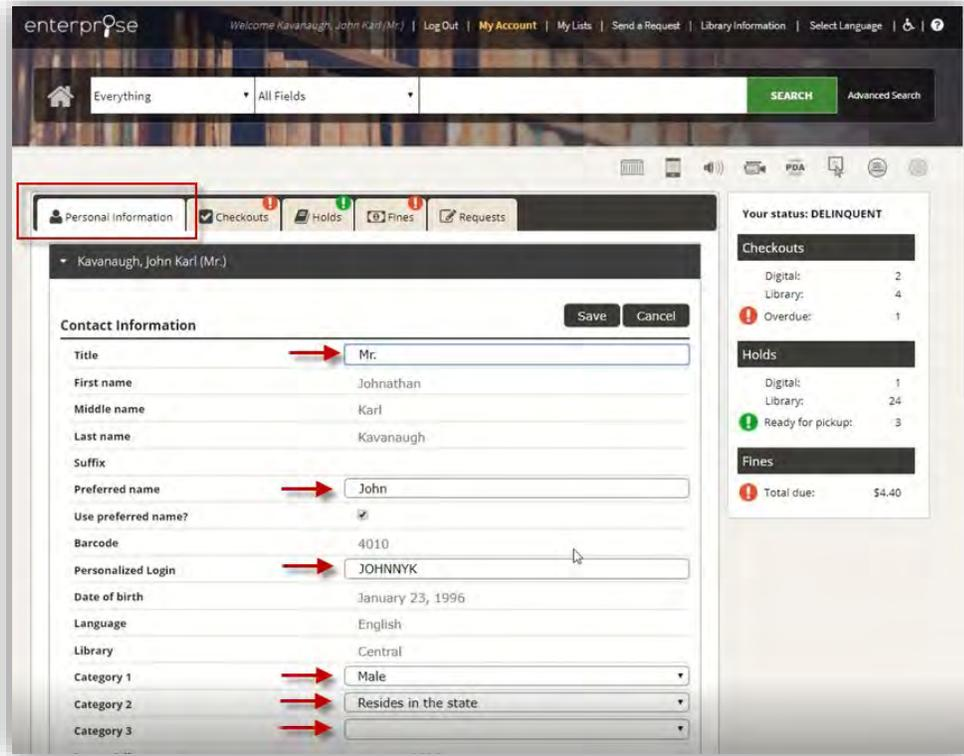 enterprise Welcome Kavanaugh, John Karl (Mr.) | Log Out | My Account | My Lists | Send a Request | Library Information | Select Language
Everything All Fields SEARCH Advanced Search
PDA
Personal Information Checkouts Holds Fines Requests
Kavanaugh, John Karl (Mr.)
Contact Information Save Cancel
Title Mr.
First name Johnathan
Middle name Karl
Last name Kavanaugh
Suffix
Preferred name John
Use preferred name?
Barcode 4010
Personalized Login JOHNNYK
Date of birth January 23, 1996
Language English
Library Central
Category 1 Male
Category 2 Resides in the state
Category 3
Your status: DELINQUENT
Checkouts
Digital: 2
Library: 4
Overdue: 1
Holds
Digital: 1
Library: 24
Ready for pickup: 3
Fines
Total due: $4.40